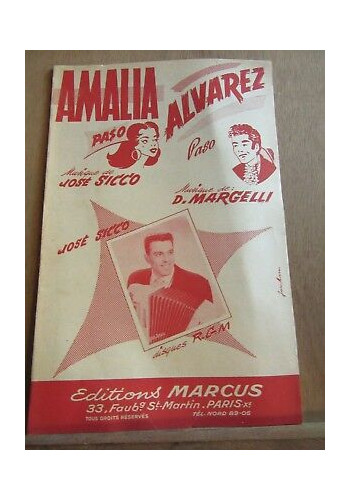 AMALIA
PASO
Musique de
JOSÉ SICCO
ALVAREZ
Paso
Musique de:
D. MARGELLI
JOSÉ SICCO
disques R.G.M
Editions MARCUS
33, Faubg St-Martin. PARIS-Xe
TOUS DROITS RÉSERVÉS
TÉL. NORD 89-06